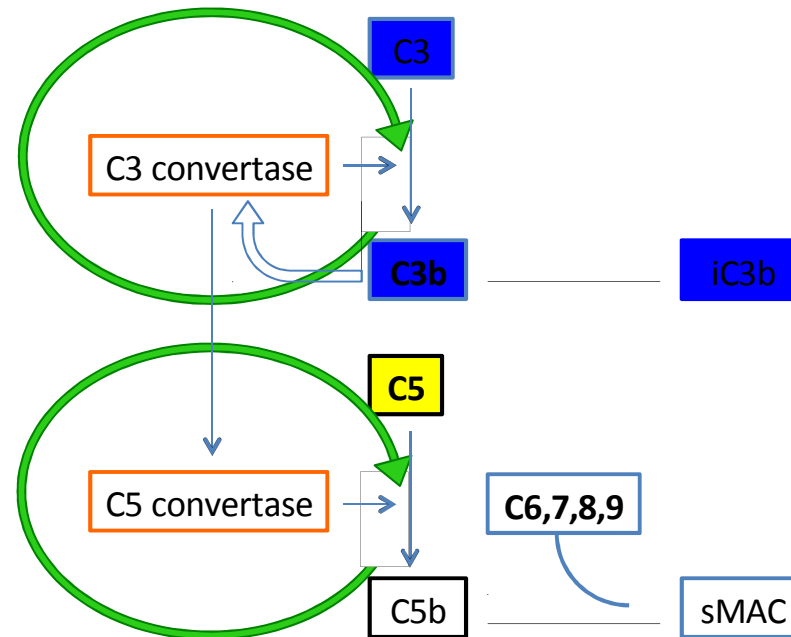 C3
C3 convertase
C3b
iC3b
C5
C5 convertase
C6,7,8,9
C5b
sMAC